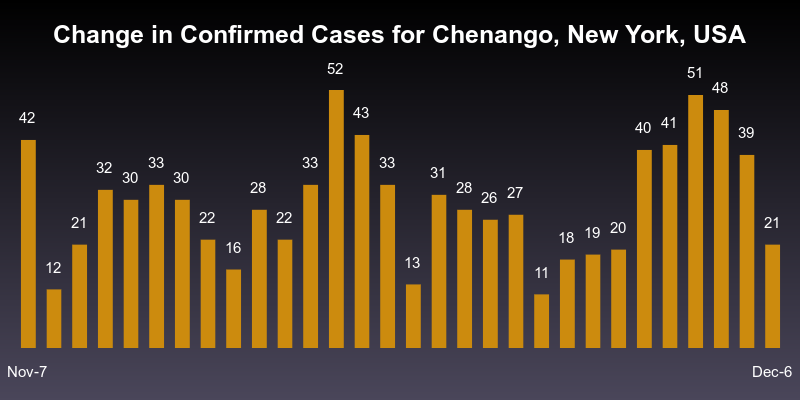 Change in Confirmed Cases for Chenango, New York, USA
42 12 21 32 30 33 30 22 16 28 22 33 52 43 33 13 31 28 26 27 11 18 19 20 40 41 51 48 39 21
Nov-7 Dec-6